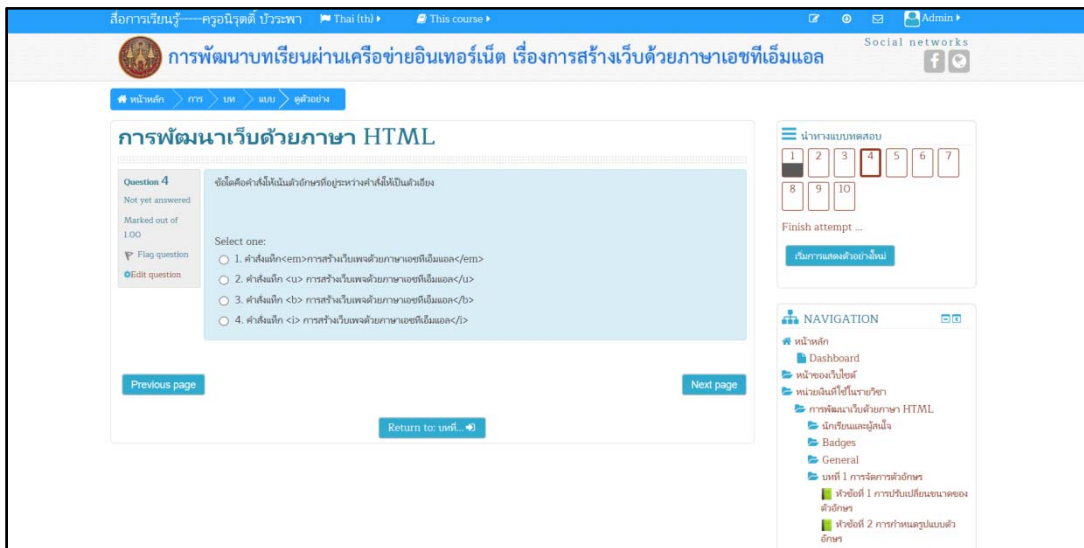 สื่อการเรียนรู้-----ครูอนิรุตติ์ บัวระพา Thai (th) This course Admin
การพัฒนาบทเรียนผ่านเครือข่ายอินเทอร์เน็ต เรื่องการสร้างเว็บด้วยภาษาเอชทีเอ็มแอล
Social networks
หน้าหลัก การ บท แบบ ดูตัวอย่าง
การพัฒนาเว็บด้วยภาษา HTML
Question 4
Not yet answered
Marked out of
1.00
Flag question
Edit question
ข้อใดคือคำสั่งให้เน้นตัวอักษรที่อยู่ระหว่างคำสั่งให้เป็นตัวเอียง
Select one:
1. คำสั่งแท็ก<em>การสร้างเว็บเพจด้วยภาษาเอชทีเอ็มแอล</em>
2. คำสั่งแท็ก <u> การสร้างเว็บเพจด้วยภาษาเอชทีเอ็มแอล</u>
3. คำสั่งแท็ก <b> การสร้างเว็บเพจด้วยภาษาเอชทีเอ็มแอล</b>
4. คำสั่งแท็ก <i> การสร้างเว็บเพจด้วยภาษาเอชทีเอ็มแอล</i>
Previous page
Next page
Return to: บทที่...
นำทางแบบทดสอบ
1 2 3 4 5 6 7
8 9 10
Finish attempt ...
เริ่มการแสดงตัวอย่างใหม่
NAVIGATION
หน้าหลัก
Dashboard
หน้าของเว็บไซต์
หน่วยเงินที่ใช้ในรายวิชา
การพัฒนาเว็บด้วยภาษา HTML
นักเรียนและผู้สนใจ
Badges
General
บทที่ 1 การจัดการตัวอักษร
หัวข้อที่ 1 การปรับเปลี่ยนขนาดของ
ตัวอักษร
หัวข้อที่ 2 การกำหนดรูปแบบตัว
อักษร